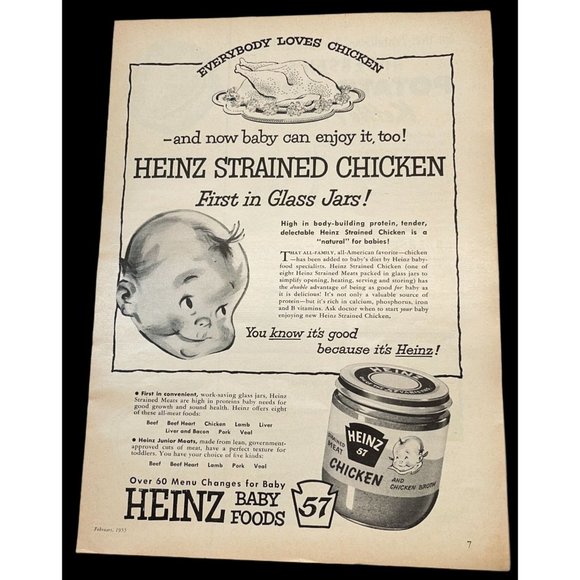 EVERYBODY LOVES CHICKEN
—and now baby can enjoy it, too!
HEINZ STRAINED CHICKEN
First in Glass Jars!
High in body-building protein, tender,
delectable Heinz Strained Chicken is a
"natural" for babies!
THAT ALL-FAMILY, all-American favorite—chicken
—has been added to baby's diet by Heinz baby-
food specialists. Heinz Strained Chicken (one of
eight Heinz Strained Meats packed in glass jars to
simplify opening, heating, serving and storing) has
the double advantage of being as good for baby as
it is delicious! It's not only a valuable source of
protein—but it's rich in calcium, phosphorus, iron
and B vitamins. Ask doctor when to start your baby
enjoying new Heinz Strained Chicken.
You know it's good
because it's Heinz!
• First in convenient, work-saving glass jars, Heinz
Strained Meats are high in proteins baby needs for
good growth and sound health. Heinz offers eight
of these all-meat foods:
Beef Beef Heart Chicken Lamb Liver
Liver and Bacon Pork Veal
• Heinz Junior Meats, made from lean, government-
approved cuts of meat, have a perfect texture for
toddlers. You have your choice of five kinds:
Beef Beef Heart Lamb Pork Veal
Over 60 Menu Changes for Baby
HEINZ BABY FOODS 57
HEINZ
STRAINED
MEAT
HEINZ
57
CHICKEN
AND
CHICKEN BROTH
February, 1955
7